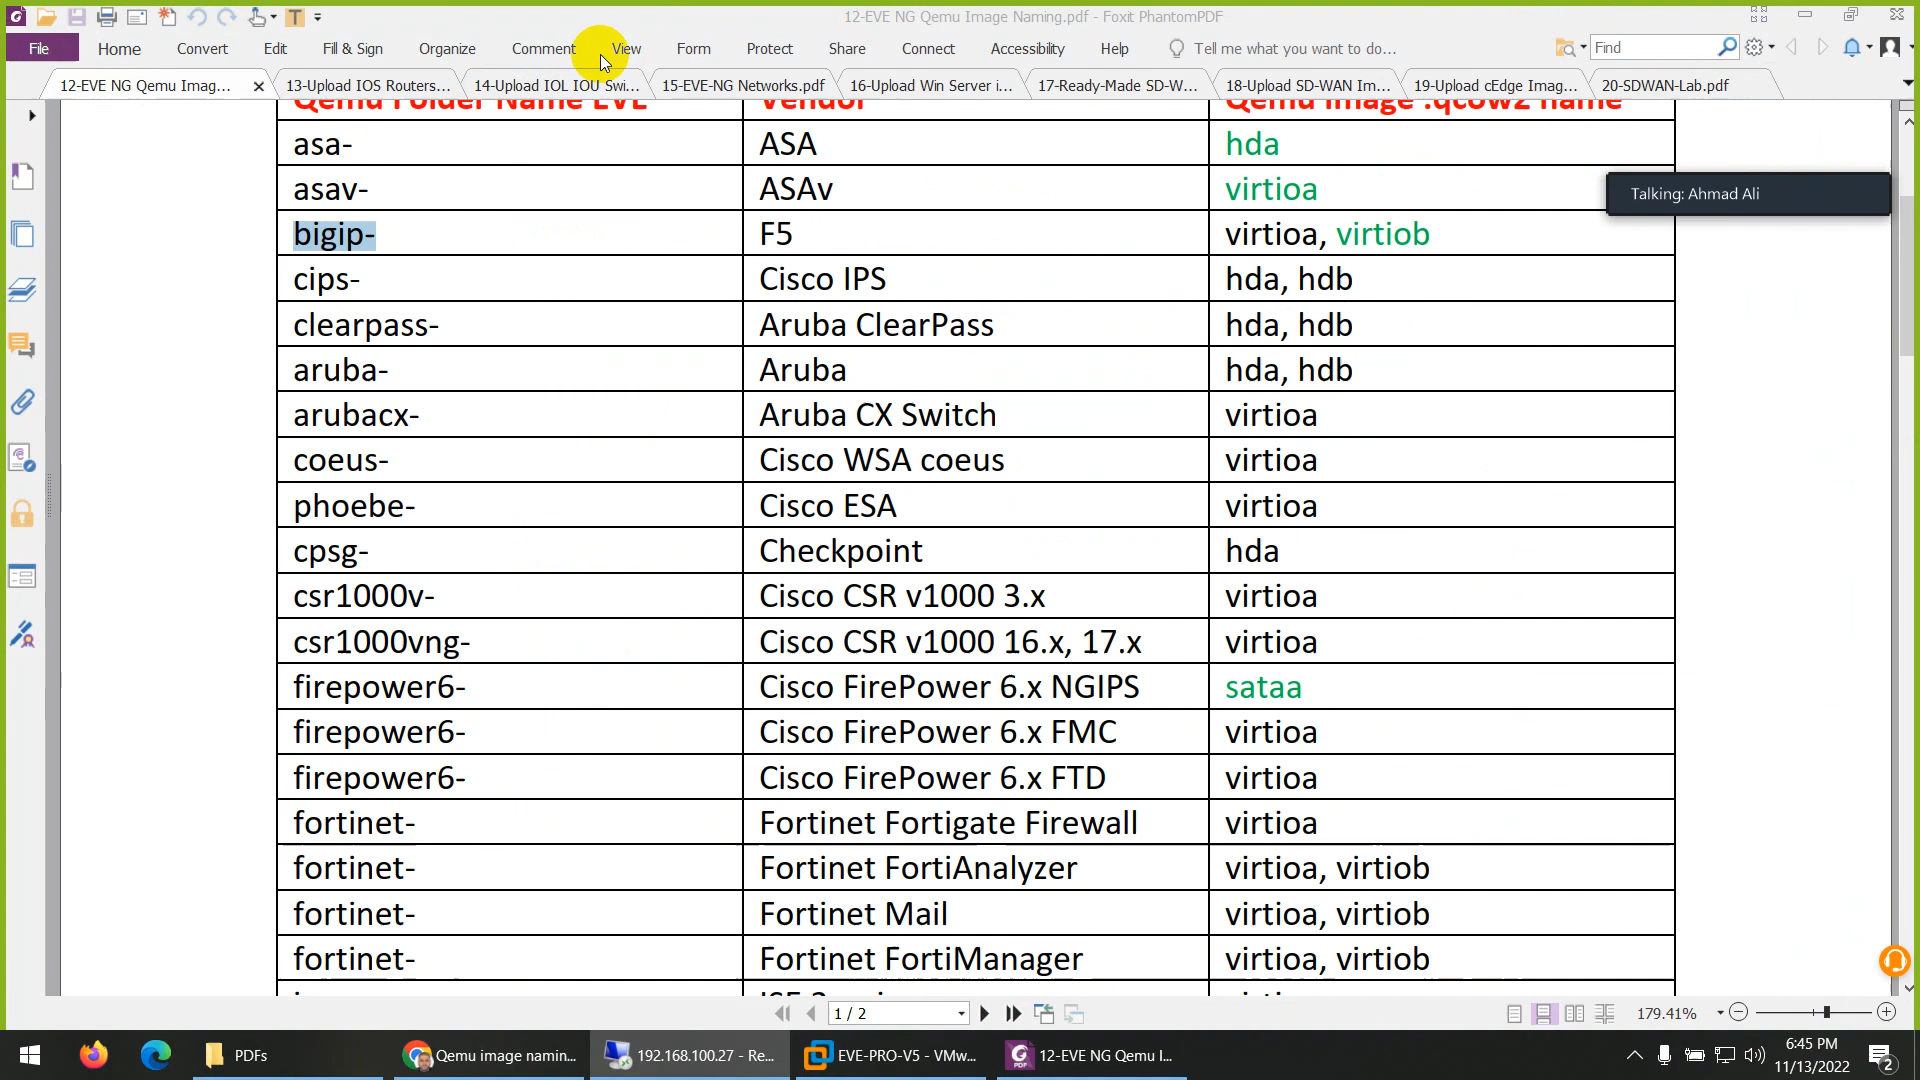 12-EVE NG Qemu Image Naming.pdf - Foxit PhantomPDF
File Home Convert Edit Fill & Sign Organize Comment View Form Protect Share Connect Accessibility Help Tell me what you want to do... Find
12-EVE NG Qemu Imag... 13-Upload IOS Routers... 14-Upload IOL IOU Swi... 15-EVE-NG Networks.pdf 16-Upload Win Server i... 17-Ready-Made SD-W... 18-Upload SD-WAN Im... 19-Upload cEdge Imag... 20-SDWAN-Lab.pdf
Qemu Folder Name EVE Vendor Qemu image .qcow2 name
asa- ASA hda
asav- ASAv virtioa
Talking: Ahmad Ali
bigip- F5 virtioa, virtiob
cips- Cisco IPS hda, hdb
clearpass- Aruba ClearPass hda, hdb
aruba- Aruba hda, hdb
arubacx- Aruba CX Switch virtioa
coeus- Cisco WSA coeus virtioa
phoebe- Cisco ESA virtioa
cpsg- Checkpoint hda
csr1000v- Cisco CSR v1000 3.x virtioa
csr1000vng- Cisco CSR v1000 16.x, 17.x virtioa
firepower6- Cisco FirePower 6.x NGIPS sataa
firepower6- Cisco FirePower 6.x FMC virtioa
firepower6- Cisco FirePower 6.x FTD virtioa
fortinet- Fortinet Fortigate Firewall virtioa
fortinet- Fortinet FortiAnalyzer virtioa, virtiob
fortinet- Fortinet Mail virtioa, virtiob
fortinet- Fortinet FortiManager virtioa, virtiob
1 / 2 179.41%
PDFs Qemu image namin... 192.168.100.27 - Re... EVE-PRO-V5 - VMw... 12-EVE NG Qemu I...
6:45 PM
11/13/2022
2